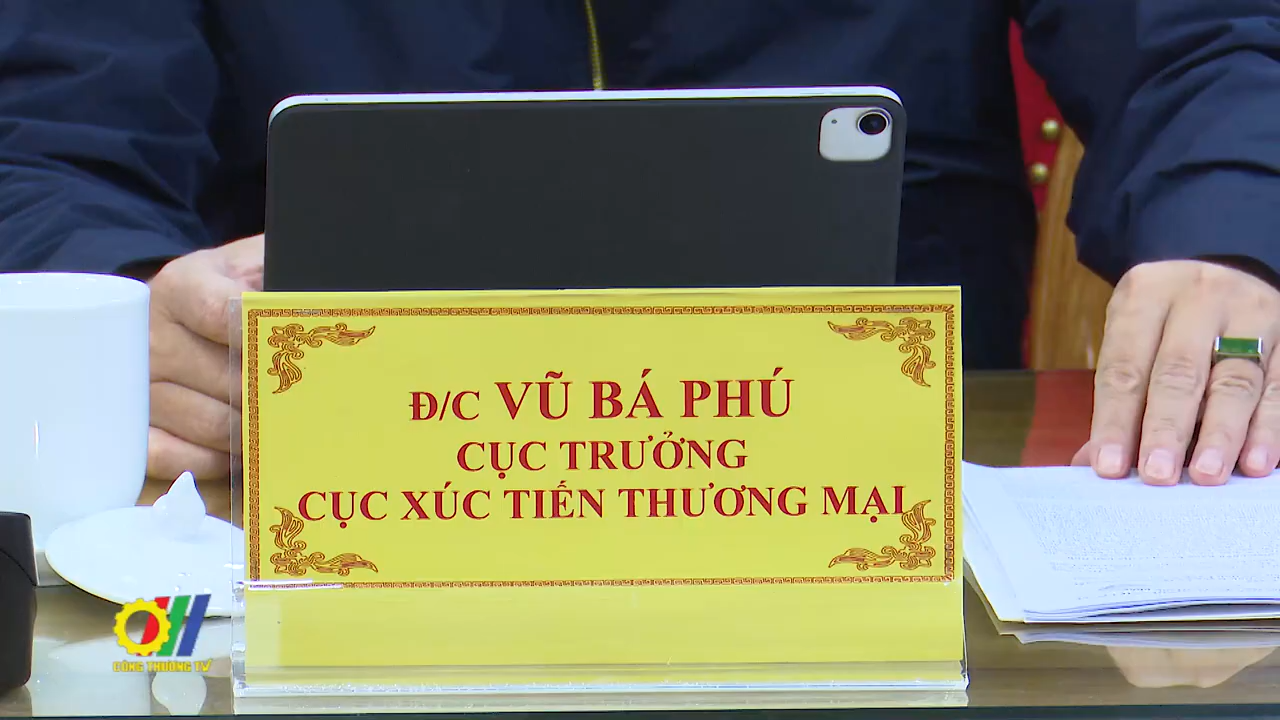 Đ/C VŨ BÁ PHÚ
CỤC TRƯỞNG
CỤC XÚC TIẾN THƯƠNG MẠI
CÔNG THƯƠNG TV